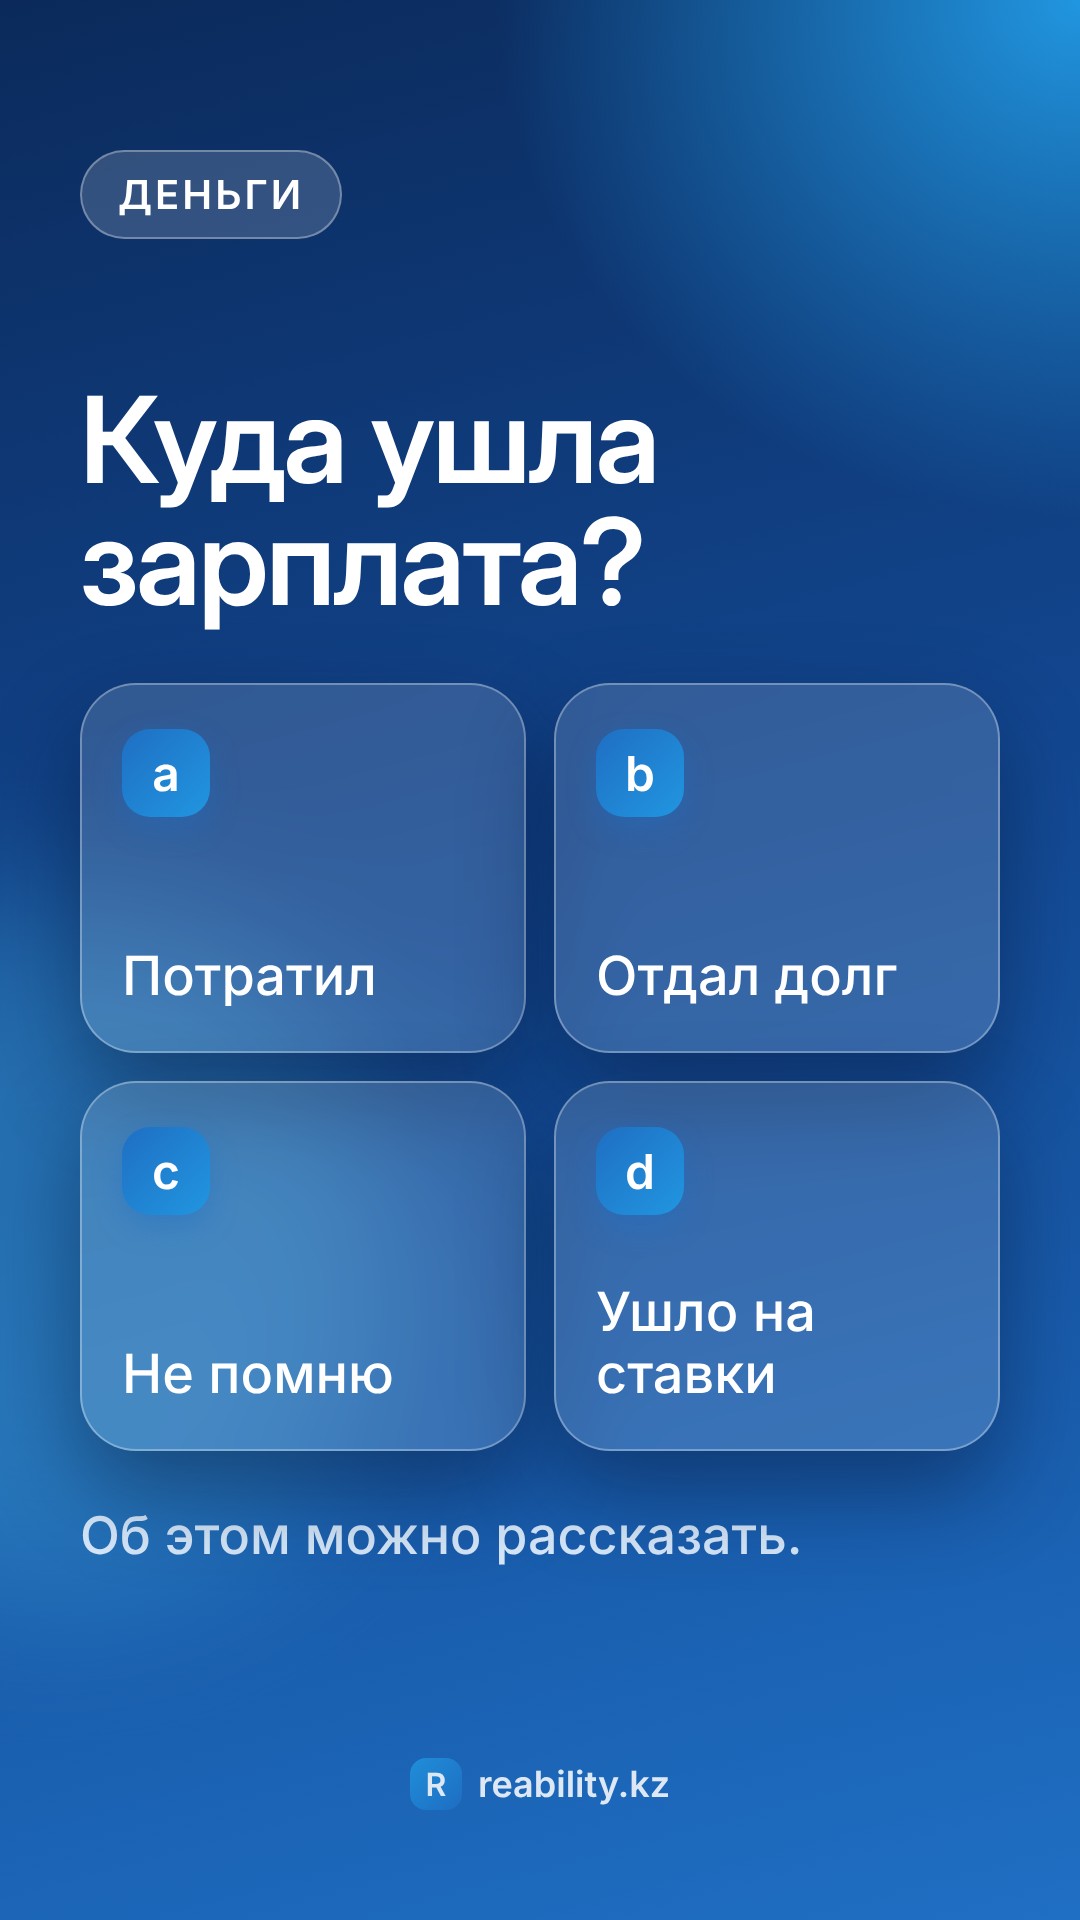 ДЕНЬГИ
Куда ушла
зарплата?
a
Потратил
b
Отдал долг
c
Не помню
d
Ушло на
ставки
Об этом можно рассказать.
R reability.kz